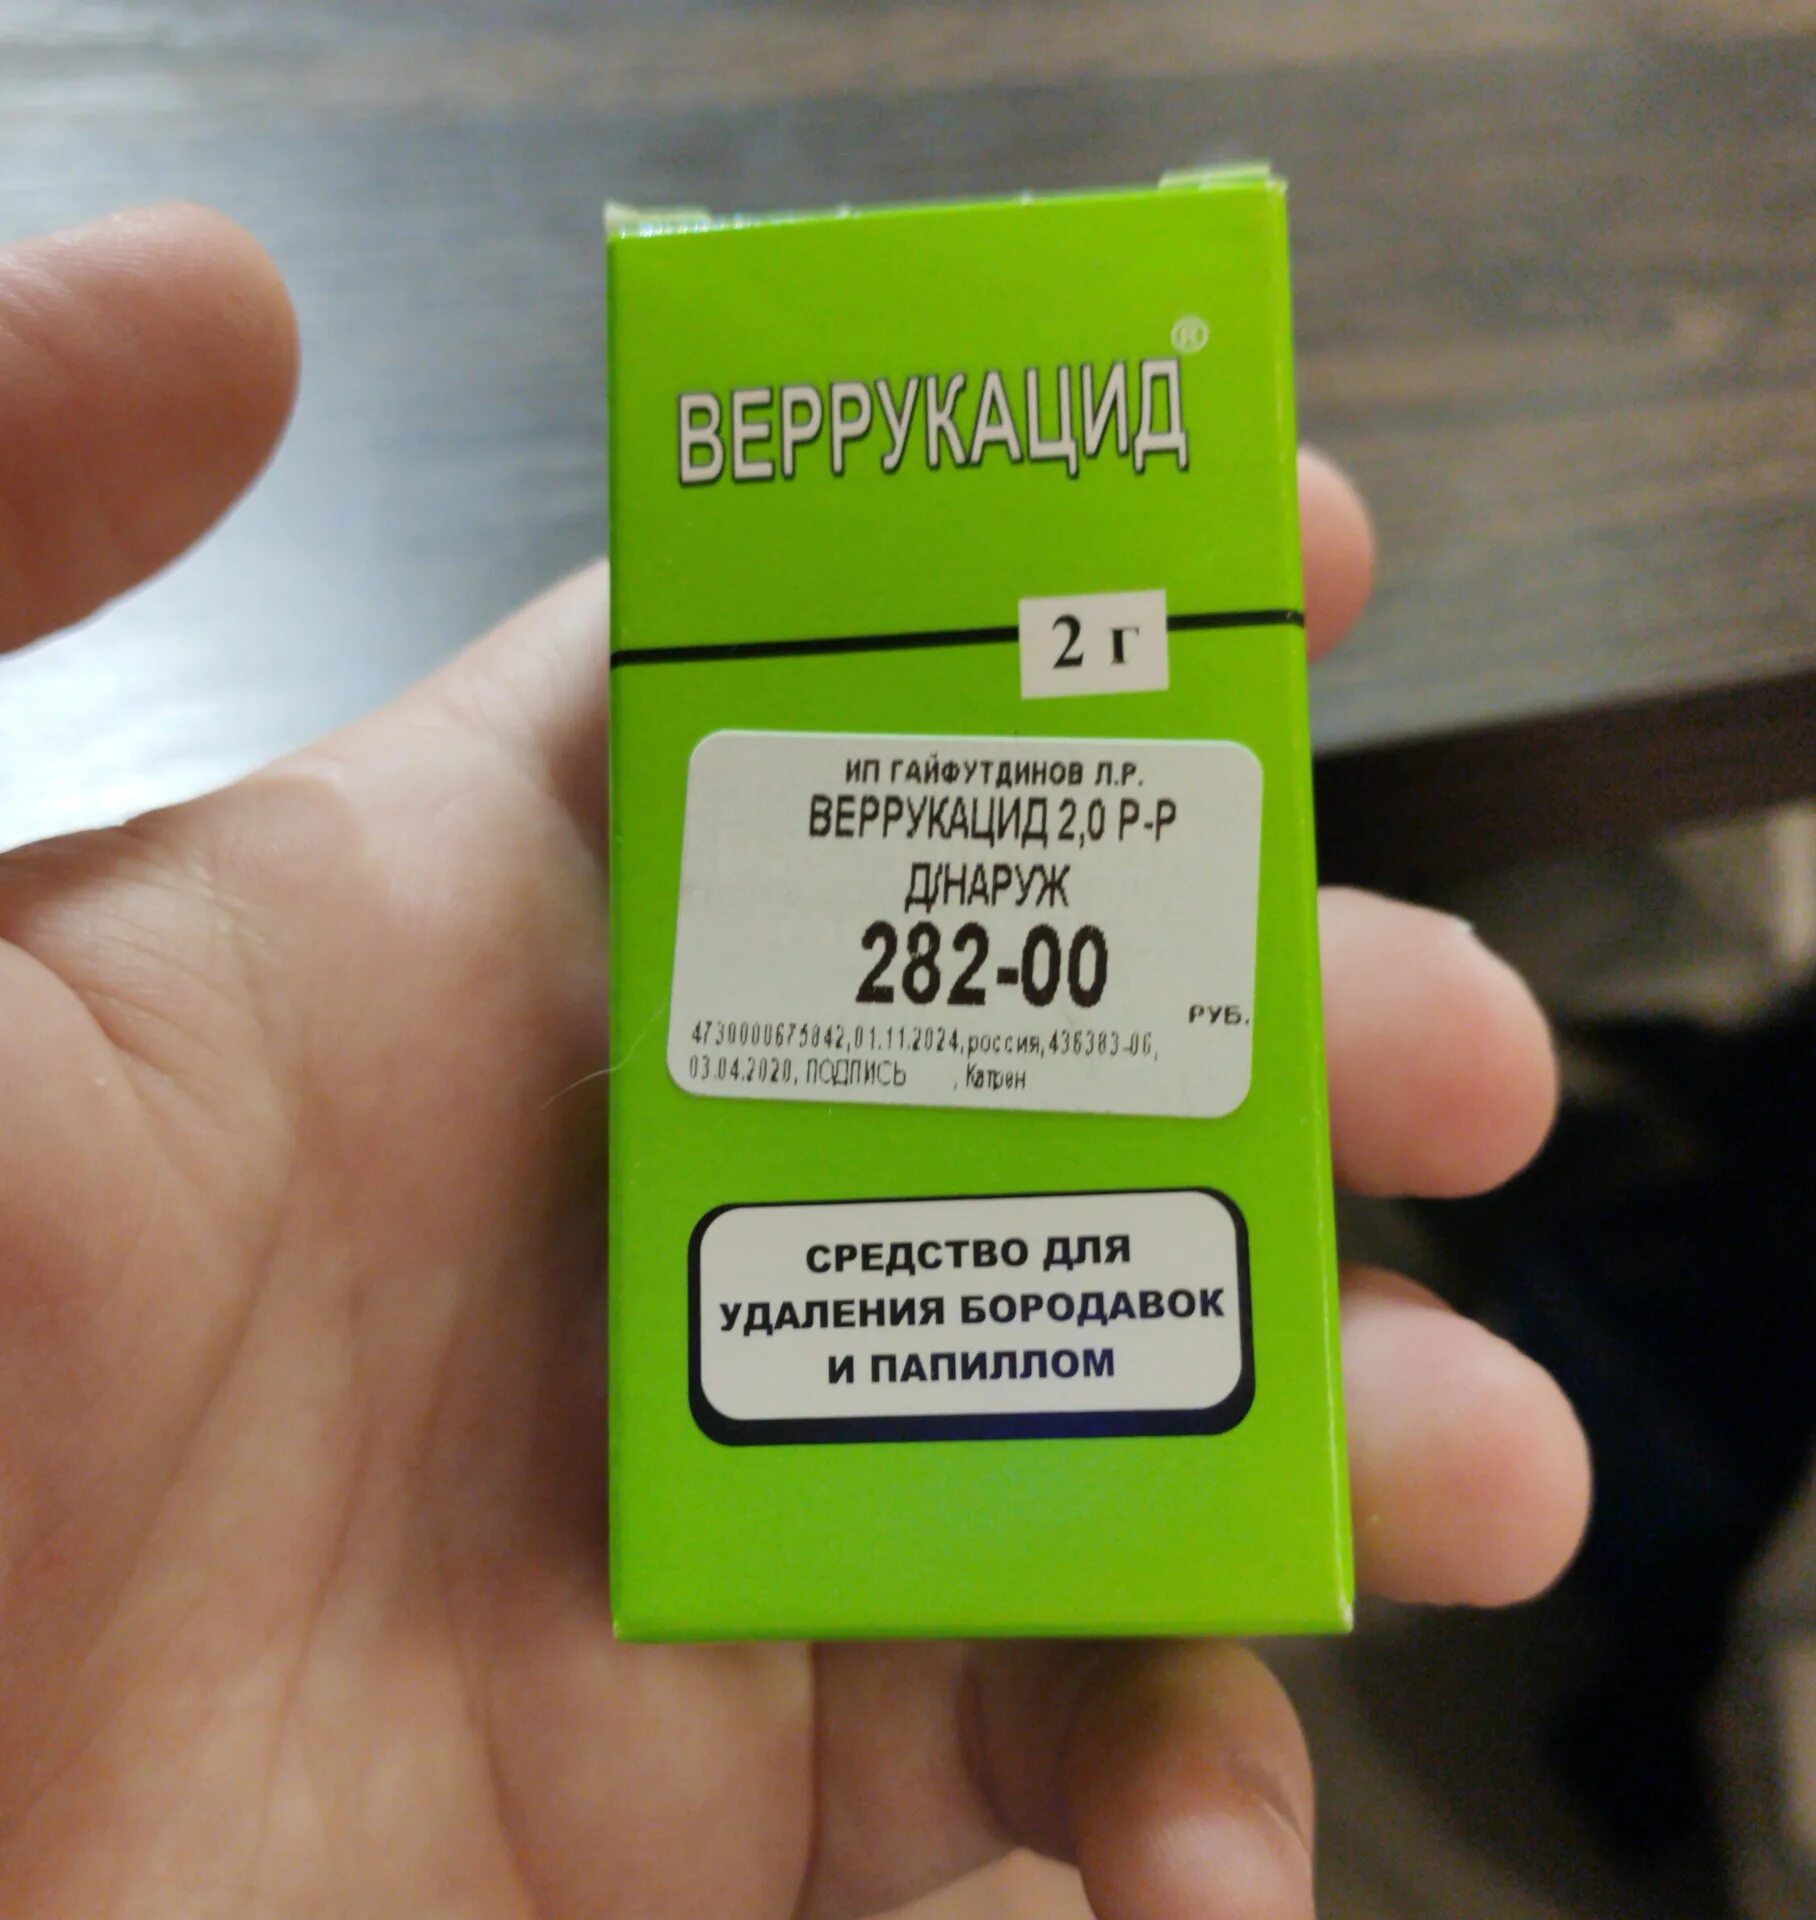 ВЕРРУКАЦИД®
2 г
ИП ГАЙФУТДИНОВ Л.Р.
ВЕРРУКАЦИД 2,0 Р-Р
Д/НАРУЖ
282-00
РУБ.
4730000675842,01.11.2024,россия,436383-06,
03.04.2020, ПОДПИСЬ , Катрен
СРЕДСТВО ДЛЯ
УДАЛЕНИЯ БОРОДАВОК
И ПАПИЛЛОМ